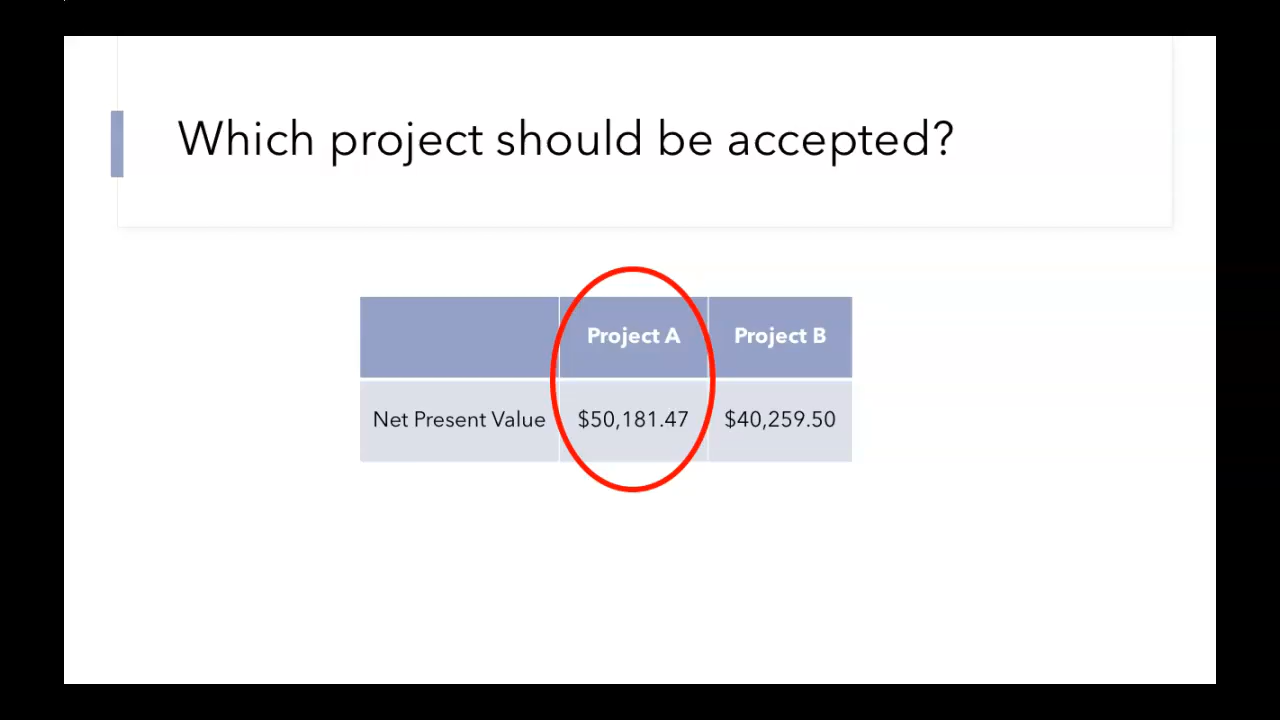 Which project should be accepted?
Project A Project B
Net Present Value $50,181.47 $40,259.50